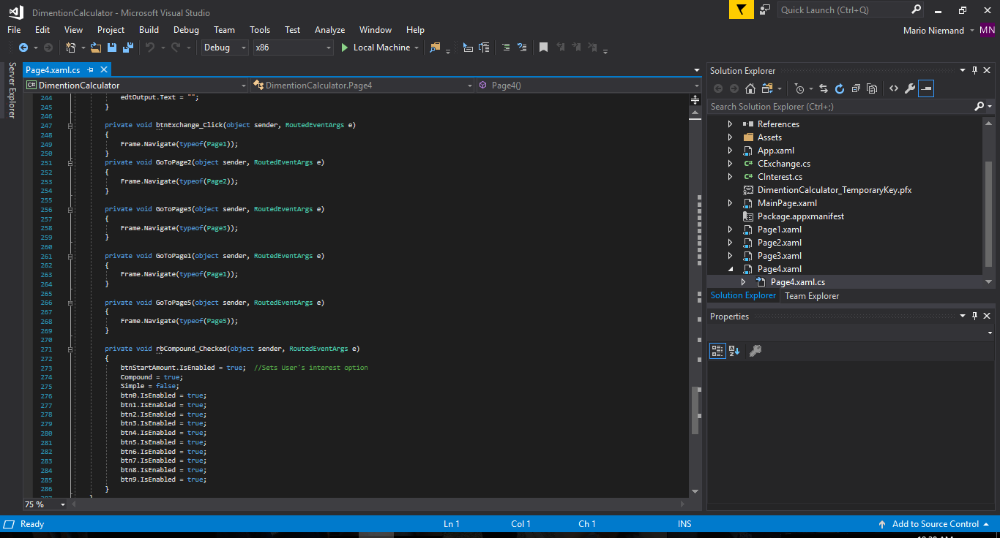 DimentionCalculator - Microsoft Visual Studio
Quick Launch (Ctrl+Q)
File Edit View Project Build Debug Team Tools Test Analyze Window Help
Mario Niemand MN
Debug x86 Local Machine
Server Explorer
Page4.xaml.cs
C# DimentionCalculator DimentionCalculator.Page4 Page4()
244 edtOutput.Text = "";
245 }
246
247 private void btnExchange_Click(object sender, RoutedEventArgs e)
248 {
249 Frame.Navigate(typeof(Page1));
250 }
251 private void GoToPage2(object sender, RoutedEventArgs e)
252 {
253 Frame.Navigate(typeof(Page2));
254 }
255
256 private void GoToPage3(object sender, RoutedEventArgs e)
257 {
258 Frame.Navigate(typeof(Page3));
259 }
260
261 private void GoToPage1(object sender, RoutedEventArgs e)
262 {
263 Frame.Navigate(typeof(Page1));
264 }
265
266 private void GoToPage5(object sender, RoutedEventArgs e)
267 {
268 Frame.Navigate(typeof(Page5));
269 }
270
271 private void rbCompound_Checked(object sender, RoutedEventArgs e)
272 {
273 btnStartAmount.IsEnabled = true; //Sets User's interest option
274 Compound = true;
275 Simple = false;
276 btn0.IsEnabled = true;
277 btn1.IsEnabled = true;
278 btn2.IsEnabled = true;
279 btn3.IsEnabled = true;
280 btn4.IsEnabled = true;
281 btn5.IsEnabled = true;
282 btn6.IsEnabled = true;
283 btn7.IsEnabled = true;
284 btn8.IsEnabled = true;
285 btn9.IsEnabled = true;
286 }
75 %
Solution Explorer
Search Solution Explorer (Ctrl+;)
References
Assets
App.xaml
C# CExchange.cs
C# CInterest.cs
DimentionCalculator_TemporaryKey.pfx
MainPage.xaml
Package.appxmanifest
Page1.xaml
Page2.xaml
Page3.xaml
Page4.xaml
Page4.xaml.cs
Solution Explorer Team Explorer
Properties
Ready Ln 1 Col 1 Ch 1 INS Add to Source Control